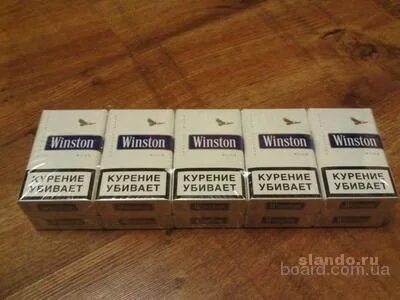 Winston Winston Winston Winston Winston
КУРЕНИЕ КУРЕНИЕ КУРЕНИЕ КУРЕНИЕ КУРЕНИЕ
УБИВАЕТ УБИВАЕТ УБИВАЕТ УБИВАЕТ УБИВАЕТ
slando.ru
board.com.ua